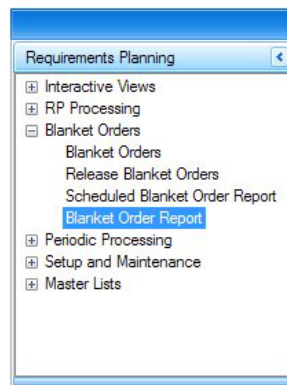 Requirements Planning
Interactive Views
RP Processing
Blanket Orders
Blanket Orders
Release Blanket Orders
Scheduled Blanket Order Report
Blanket Order Report
Periodic Processing
Setup and Maintenance
Master Lists